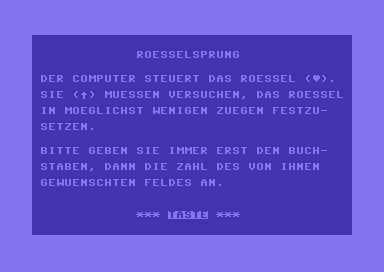 ROESSELSPRUNG
DER COMPUTER STEUERT DAS ROESSEL (♥).
SIE (↑) MUESSEN VERSUCHEN, DAS ROESSEL
IN MOEGLICHST WENIGEN ZUEGEN FESTZU-
SETZEN.
BITTE GEBEN SIE IMMER ERST DEN BUCH-
STABEN, DANN DIE ZAHL DES VON IHNEN
GEWUENSCHTEN FELDES AN.
*** TASTE ***